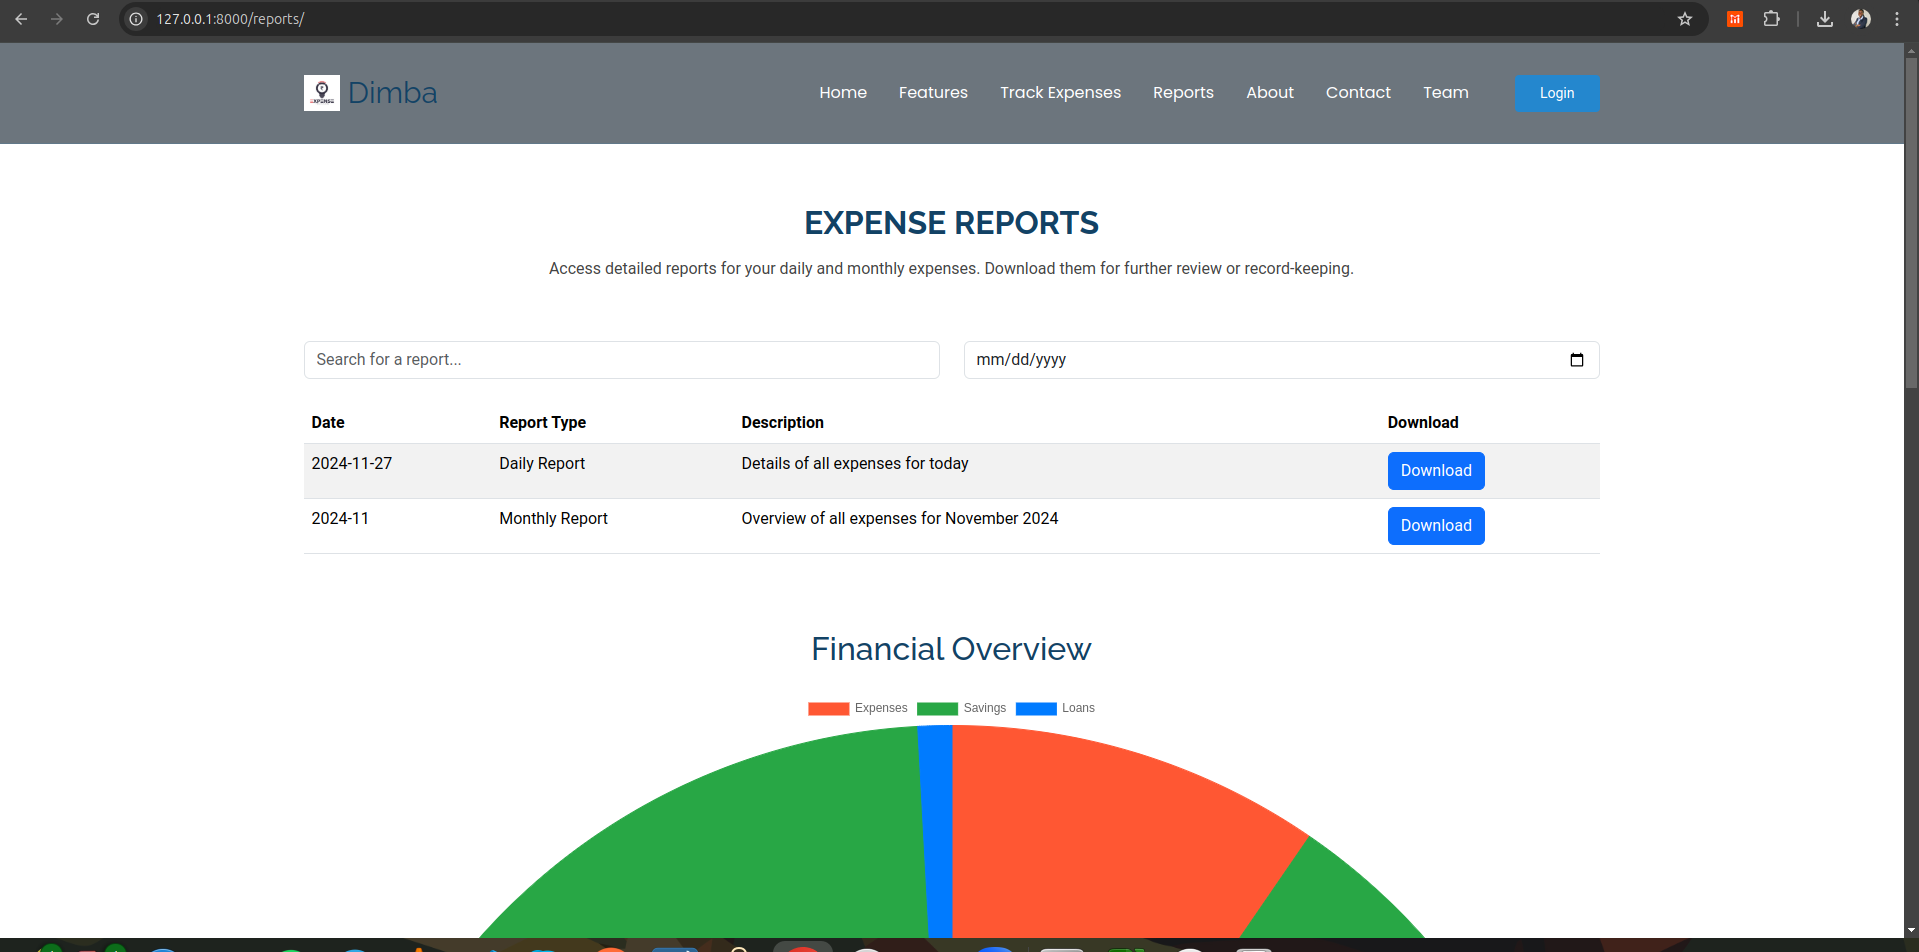 127.0.0.1:8000/reports/
EXPENSE Dimba Home Features Track Expenses Reports About Contact Team Login
EXPENSE REPORTS
Access detailed reports for your daily and monthly expenses. Download them for further review or record-keeping.
Search for a report... mm/dd/yyyy
Date Report Type Description Download
2024-11-27 Daily Report Details of all expenses for today Download
2024-11 Monthly Report Overview of all expenses for November 2024 Download
Financial Overview
Expenses Savings Loans